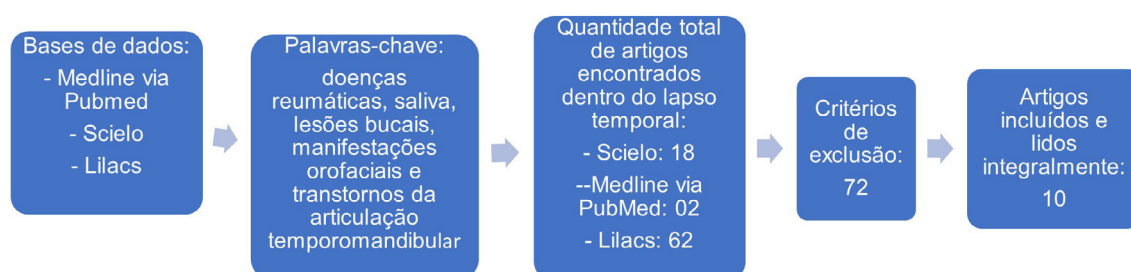 Bases de dados:
- Medline via
Pubmed
- Scielo
- Lilacs
Palavras-chave:
doenças
reumáticas, saliva,
lesões bucais,
manifestações
orofaciais e
transtornos da
articulação
temporomandibular
Quantidade total
de artigos
encontrados
dentro do lapso
temporal:
- Scielo: 18
--Medline via
PubMed: 02
- Lilacs: 62
Critérios
de
exclusão:
72
Artigos
incluídos e
lidos
integralmente:
10